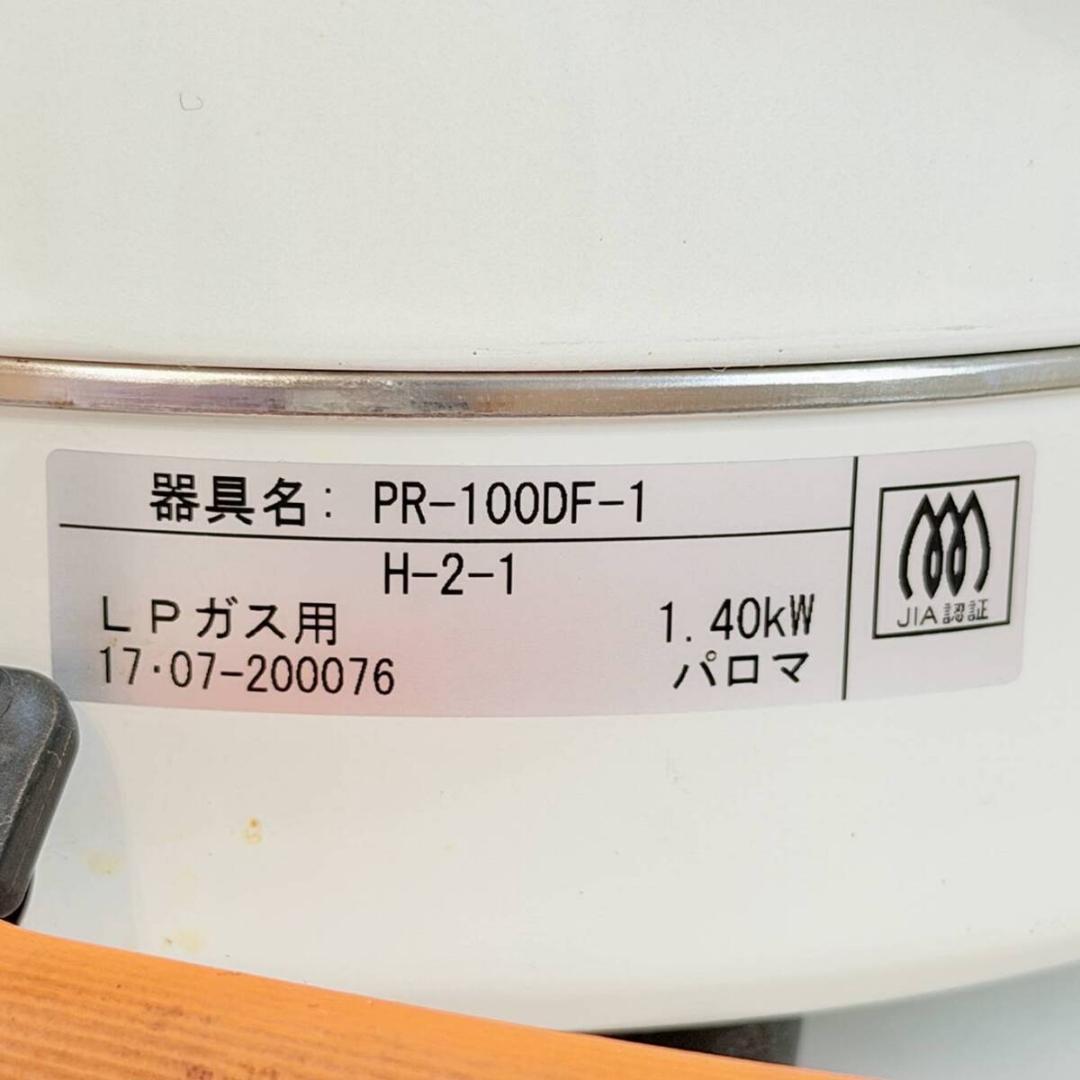 器具名: PR-100DF-1
H-2-1
LPガス用 1.40kW
17・07-200076 パロマ
JIA認証